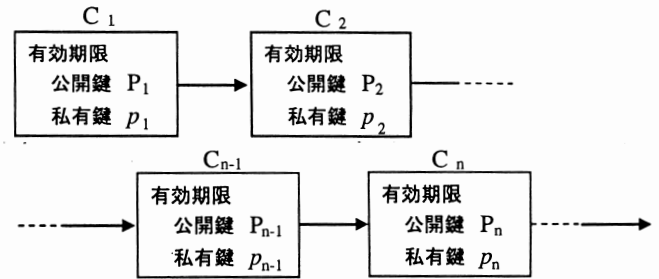 C 1
有効期限
公開鍵 P1
私有鍵 p1
C 2
有効期限
公開鍵 P2
私有鍵 p2
Cn-1
有効期限
公開鍵 Pn-1
私有鍵 pn-1
C n
有効期限
公開鍵 Pn
私有鍵 pn